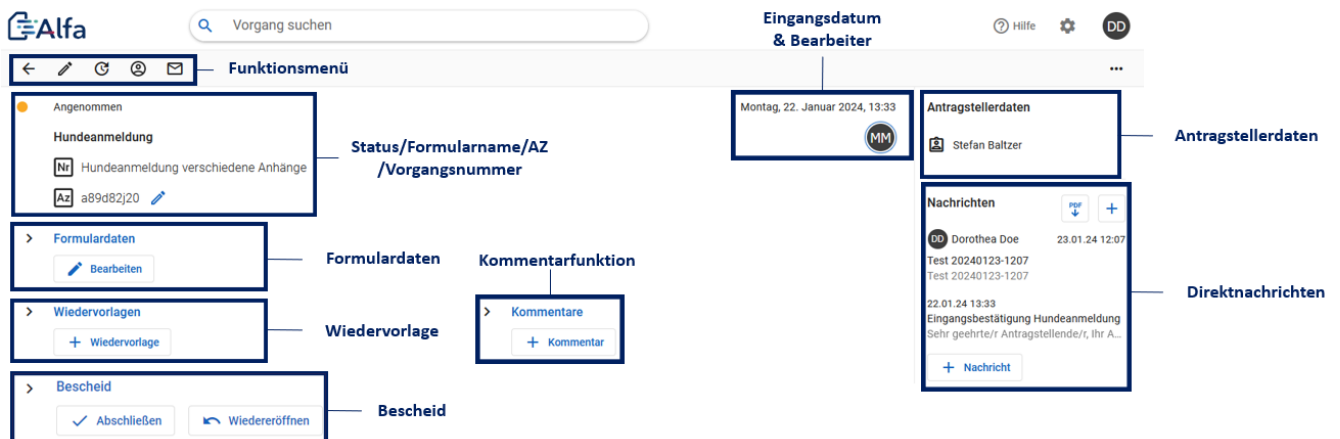 Alfa
Vorgang suchen
Eingangsdatum
& Bearbeiter
Hilfe
DD
Funktionsmenü
Angenommen
Hundeanmeldung
Nr Hundeanmeldung verschiedene Anhänge
Az a89d82j20
Status/Formularname/AZ
/Vorgangsnummer
Montag, 22. Januar 2024, 13:33
MM
Antragstellerdaten
Stefan Baltzer
Antragstellerdaten
Formulardaten
Bearbeiten
Formulardaten
Wiedervorlagen
+ Wiedervorlage
Wiedervorlage
Kommentarfunktion
Kommentare
+ Kommentar
Nachrichten
PDF
+
DD Dorothea Doe 23.01.24 12:07
Test 20240123-1207
Test 20240123-1207
22.01.24 13:33
Eingangsbestätigung Hundeanmeldung
Sehr geehrte/r Antragstellende/r, Ihr A...
+ Nachricht
Direktnachrichten
Bescheid
Abschließen
Wiedereröffnen
Bescheid